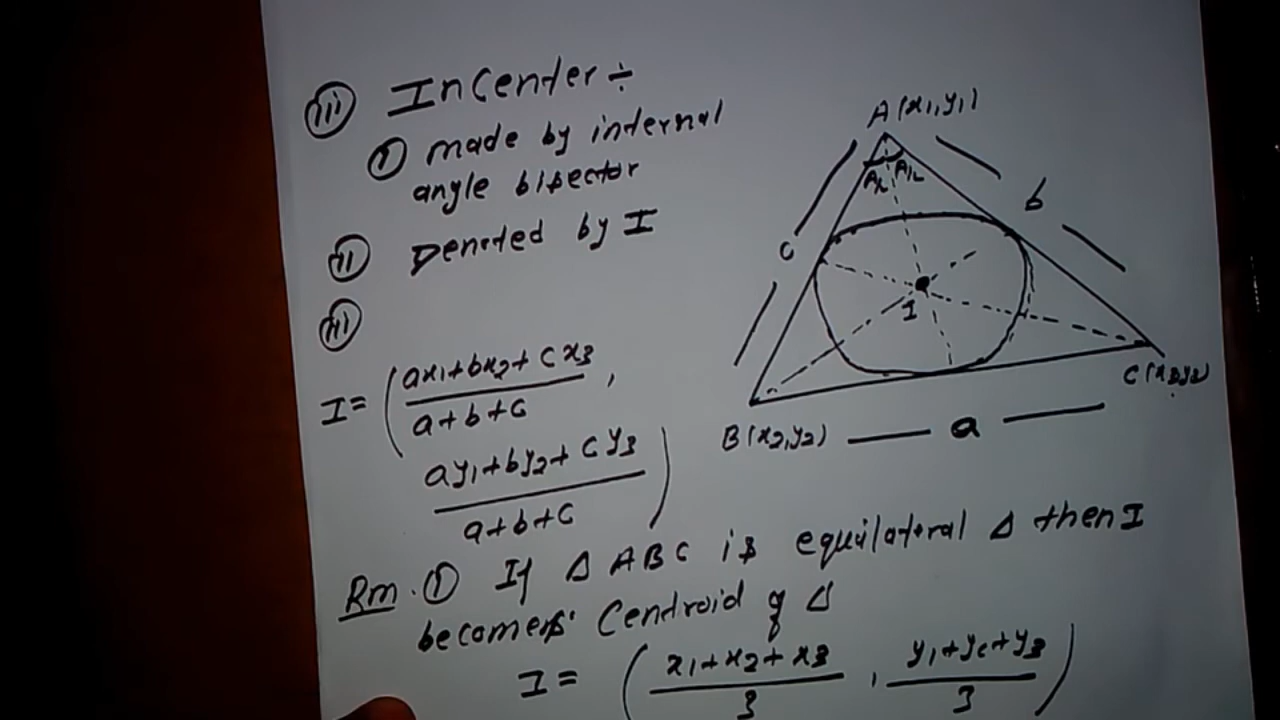 (iii) InCenter ÷
(i) made by internal
angle bisector
(ii) Denoted by I
(iii)
I= (ax1+bx2+cx3 / a+b+c ,
ay1+by2+cy3 / a+b+c)
A(x1,y1)
A/2 A/2
b
c
I
B(x2,y2)
a
Rm. (i) If Δ ABC is equilateral Δ then I
becomes Centroid of Δ
I = (x1+x2+x3 / 3 , y1+y2+y3 / 3)